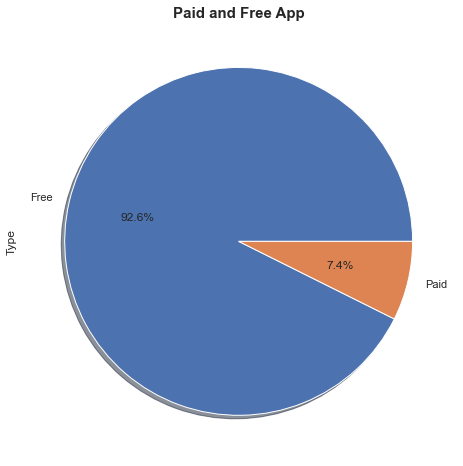 Paid and Free App
Free
92.6%
Type
7.4%
Paid